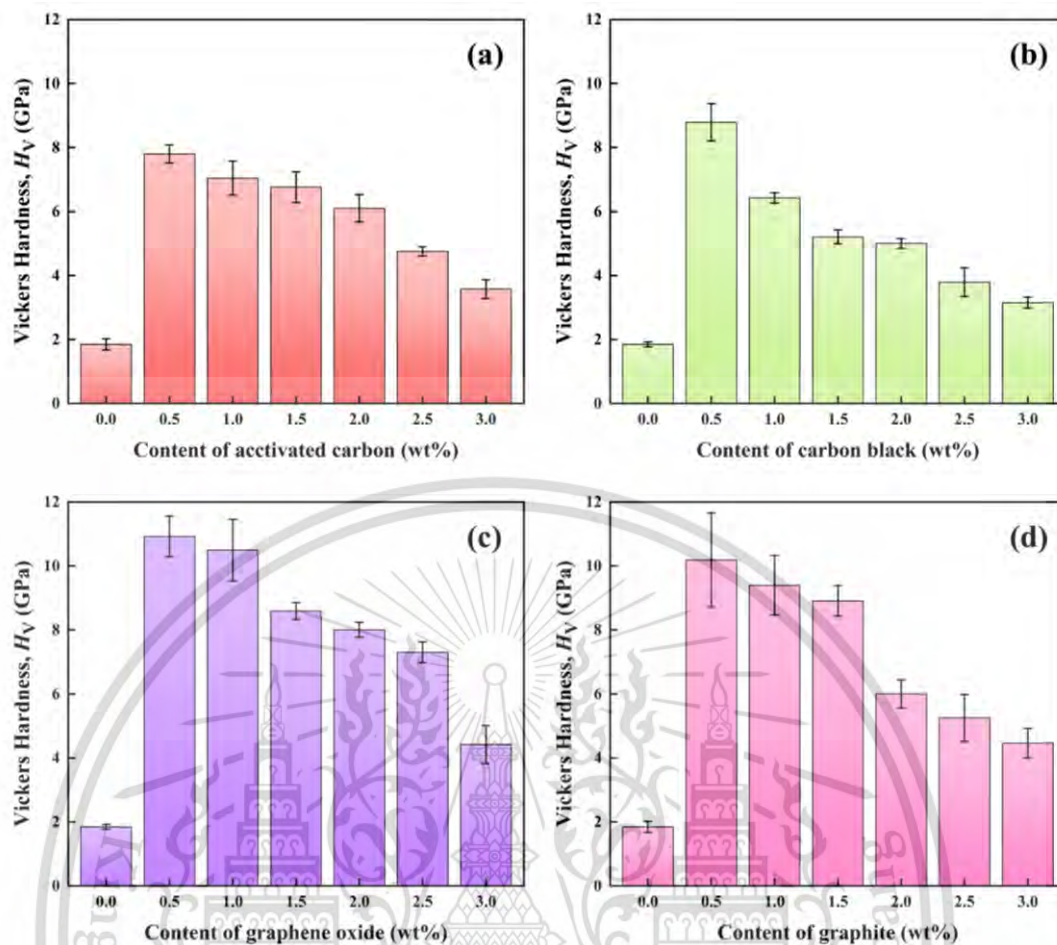 (a)
Vickers Hardness, HV (GPa)
12
10
8
6
4
2
0
0.0 0.5 1.0 1.5 2.0 2.5 3.0
Content of acctivated carbon (wt%)
(b)
Vickers Hardness, HV (GPa)
12
10
8
6
4
2
0
0.0 0.5 1.0 1.5 2.0 2.5 3.0
Content of carbon black (wt%)
(c)
Vickers Hardness, HV (GPa)
12
10
8
6
4
2
0
0.0 0.5 1.0 1.5 2.0 2.5 3.0
Content of graphene oxide (wt%)
(d)
Vickers Hardness, HV (GPa)
12
10
8
6
4
2
0
0.0 0.5 1.0 1.5 2.0 2.5 3.0
Content of graphite (wt%)